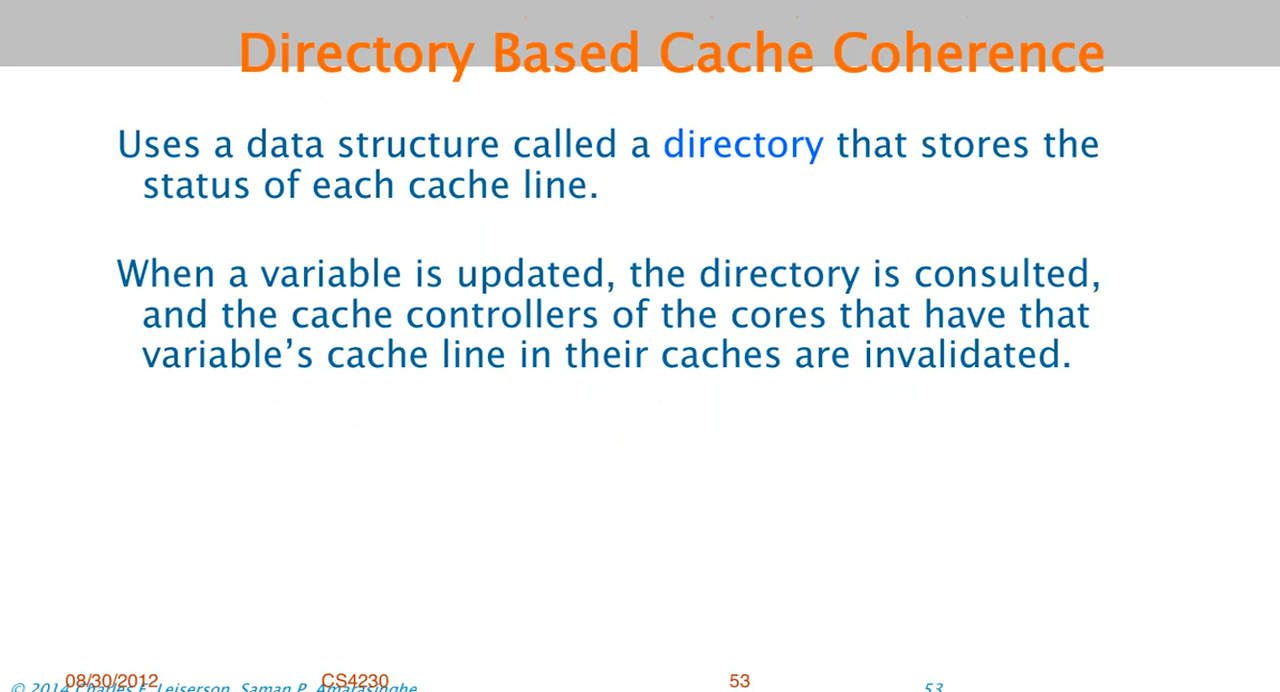 Directory Based Cache Coherence
Uses a data structure called a directory that stores the
status of each cache line.
When a variable is updated, the directory is consulted,
and the cache controllers of the cores that have that
variable’s cache line in their caches are invalidated.
08/30/2012 CS4230 53
© 2014 Charles E. Leiserson, Saman P. Amarasinghe 53